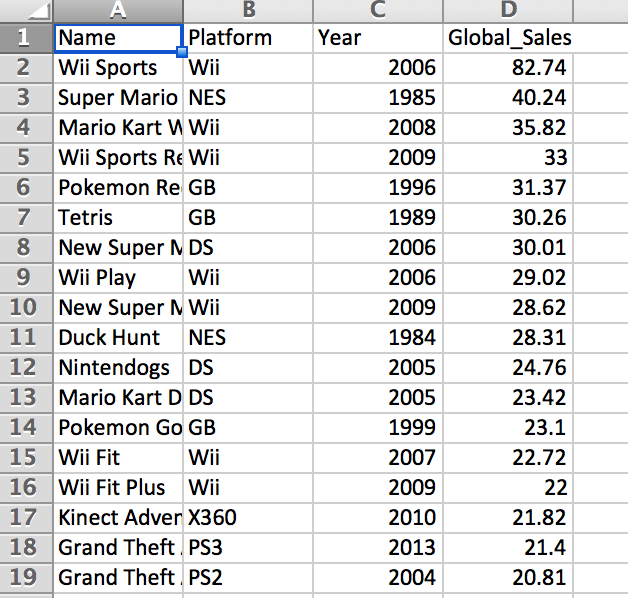 A B C D
1 Name Platform Year Global_Sales
2 Wii Sports Wii 2006 82.74
3 Super Mario NES 1985 40.24
4 Mario Kart W Wii 2008 35.82
5 Wii Sports Re Wii 2009 33
6 Pokemon Re GB 1996 31.37
7 Tetris GB 1989 30.26
8 New Super M DS 2006 30.01
9 Wii Play Wii 2006 29.02
10 New Super M Wii 2009 28.62
11 Duck Hunt NES 1984 28.31
12 Nintendogs DS 2005 24.76
13 Mario Kart D DS 2005 23.42
14 Pokemon Go GB 1999 23.1
15 Wii Fit Wii 2007 22.72
16 Wii Fit Plus Wii 2009 22
17 Kinect Adven X360 2010 21.82
18 Grand Theft PS3 2013 21.4
19 Grand Theft PS2 2004 20.81